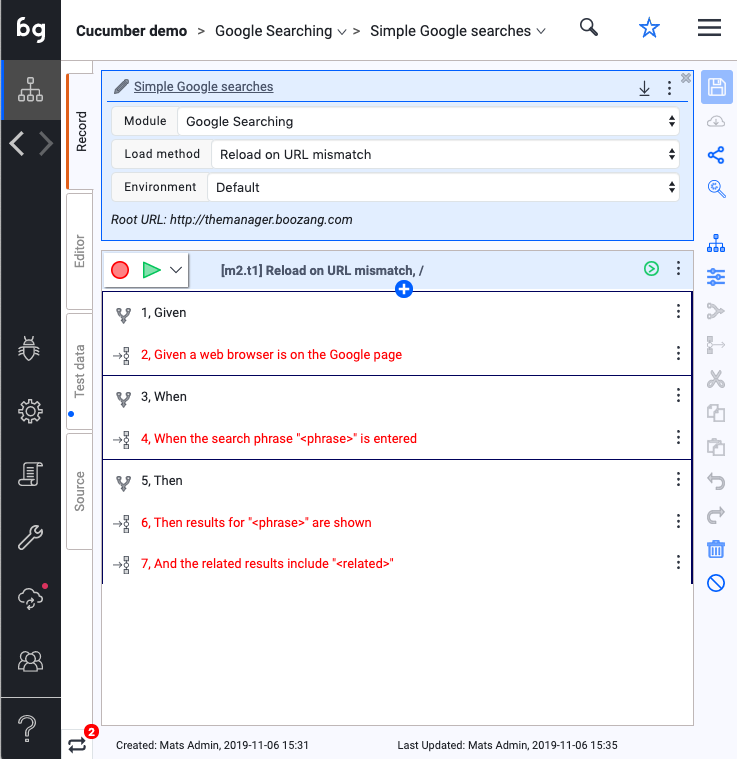 bg
Cucumber demo > Google Searching > Simple Google searches
Record
Editor
Test data
Source
Simple Google searches
Module Google Searching
Load method Reload on URL mismatch
Environment Default
Root URL: http://themanager.boozang.com
[m2.t1] Reload on URL mismatch, /
1, Given
2, Given a web browser is on the Google page
3, When
4, When the search phrase "<phrase>" is entered
5, Then
6, Then results for "<phrase>" are shown
7, And the related results include "<related>"
2
Created: Mats Admin, 2019-11-06 15:31 Last Updated: Mats Admin, 2019-11-06 15:35